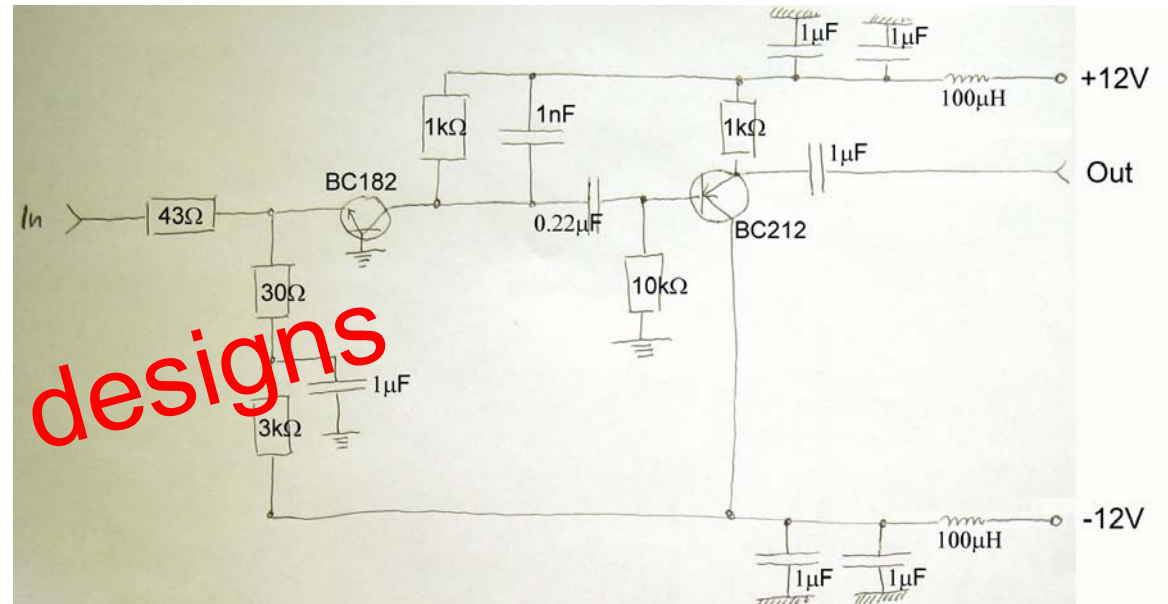 1μF
1μF
+12V
100μH
1kΩ
1nF
1kΩ
1μF
Out
BC182
In
43Ω
0.22μF
BC212
30Ω
10kΩ
designs
1μF
3kΩ
-12V
100μH
1μF
1μF